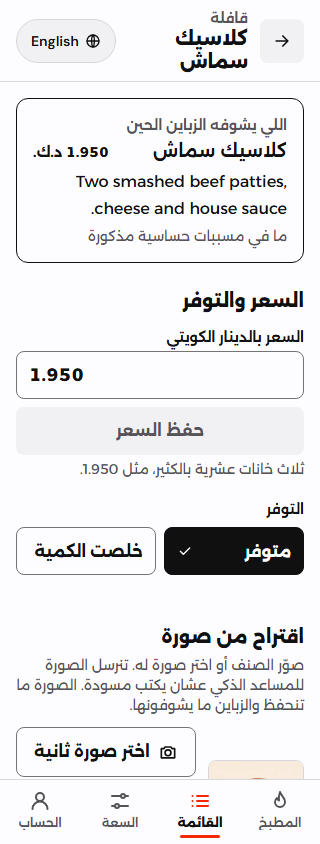 قافلة
كلاسيك
سماش
English
اللي يشوفه الزباين الحين
كلاسيك سماش
1.950 د.ك.
Two smashed beef patties,
cheese and house sauce.
ما في مسببات حساسية مذكورة
السعر والتوفر
السعر بالدينار الكويتي
1.950
حفظ السعر
ثلاث خانات عشرية بالكثير، مثل 1.950.
التوفر
متوفر
خلصت الكمية
اقتراح من صورة
صوّر الصنف أو اختر صورة له. تنرسل الصورة
للمساعد الذكي عشان يكتب مسودة. الصورة ما
تنحفظ والزباين ما يشوفونها.
اختر صورة ثانية
المطبخ
القائمة
السعة
الحساب